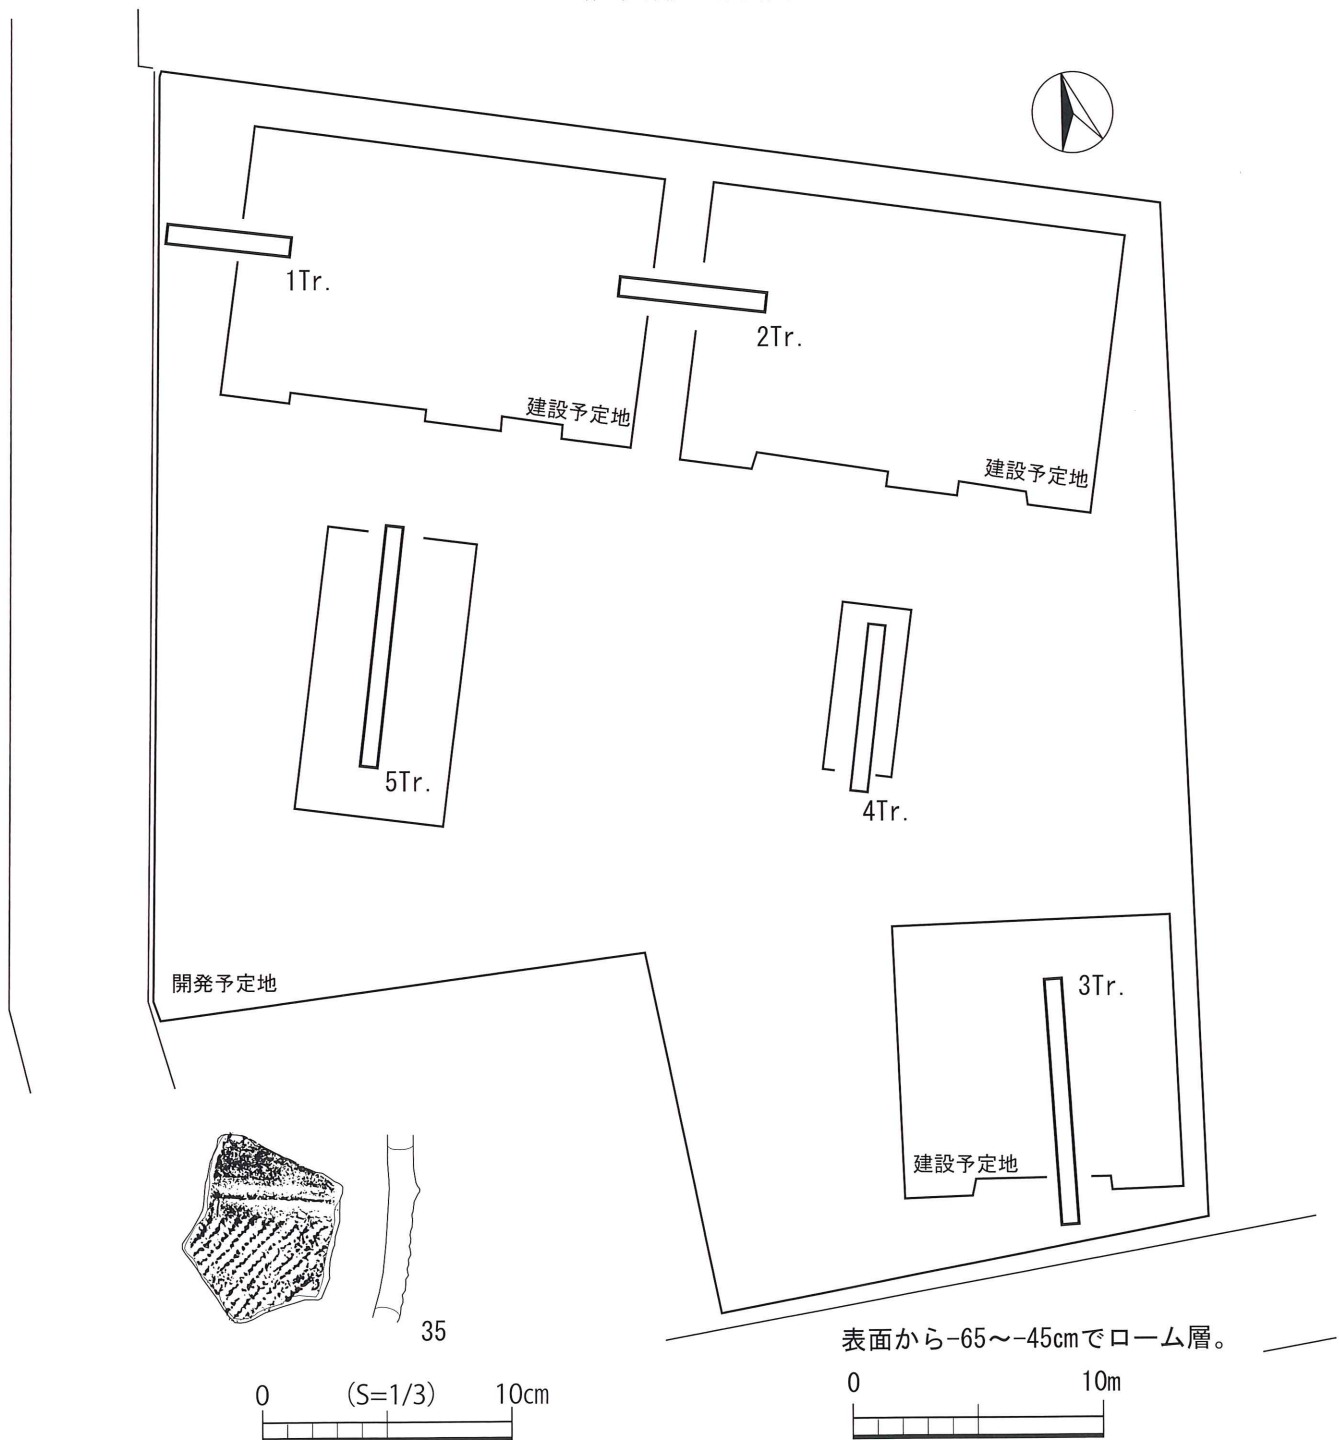 1Tr.
2Tr.
建設予定地
建設予定地
5Tr.
4Tr.
開発予定地
3Tr.
建設予定地
35
表面から-65～-45cmでローム層。
0 (S=1/3) 10cm
0 10m